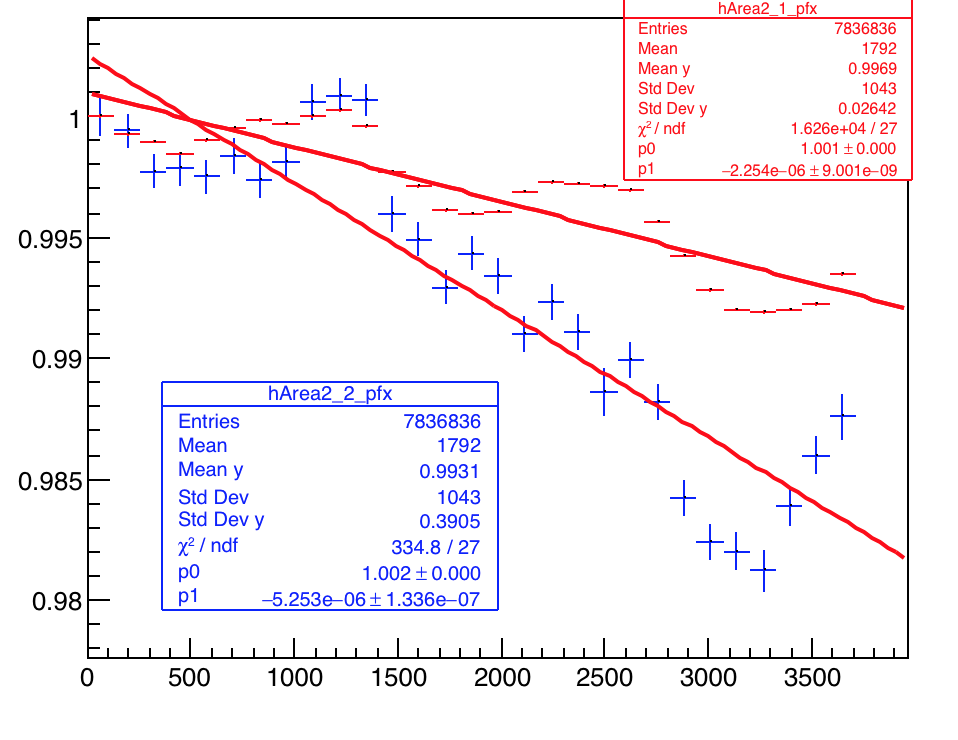 hArea2_1_pfx
Entries 7836836
Mean 1792
Mean y 0.9969
Std Dev 1043
Std Dev y 0.02642
χ² / ndf 1.626e+04 / 27
p0 1.001 ± 0.000
p1 −2.254e−06 ± 9.001e−09
1
0.995
0.99
0.985
0.98
hArea2_2_pfx
Entries 7836836
Mean 1792
Mean y 0.9931
Std Dev 1043
Std Dev y 0.3905
χ² / ndf 334.8 / 27
p0 1.002 ± 0.000
p1 −5.253e−06 ± 1.336e−07
0 500 1000 1500 2000 2500 3000 3500